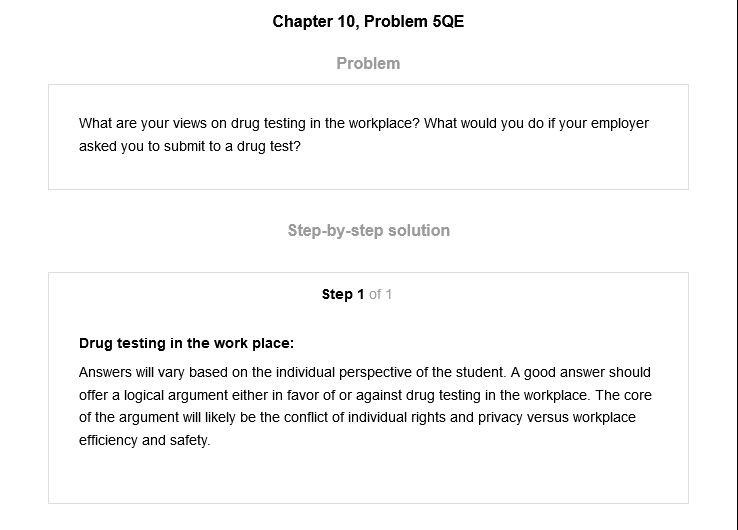 Chapter 10, Problem 5QE
Problem
What are your views on drug testing in the workplace? What would you do if your employer
asked you to submit to a drug test?
Step-by-step solution
Step 1 of 1
Drug testing in the work place:
Answers will vary based on the individual perspective of the student. A good answer should
offer a logical argument either in favor of or against drug testing in the workplace. The core
of the argument will likely be the conflict of individual rights and privacy versus workplace
efficiency and safety.